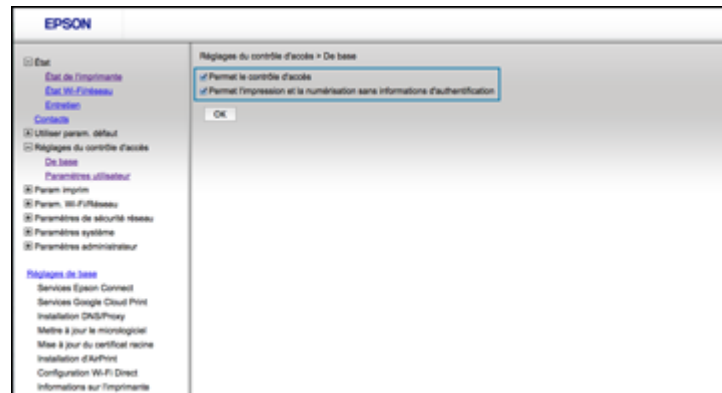 EPSON
État
État de l'imprimante
État Wi-Fi/réseau
Entretien
Contacts
Utiliser param. défaut
Réglages du contrôle d'accès
De base
Paramètres utilisateur
Param imprim
Param. Wi-Fi/Réseau
Paramètres de sécurité réseau
Paramètres système
Paramètres administrateur
Réglages de base
Services Epson Connect
Services Google Cloud Print
Installation DNS/Proxy
Mettre à jour le micrologiciel
Mise à jour du certificat racine
Installation d'AirPrint
Configuration Wi-Fi Direct
Informations sur l'imprimante
Réglages du contrôle d'accès > De base
Permet le contrôle d'accès
Permet l'impression et la numérisation sans informations d'authentification
OK